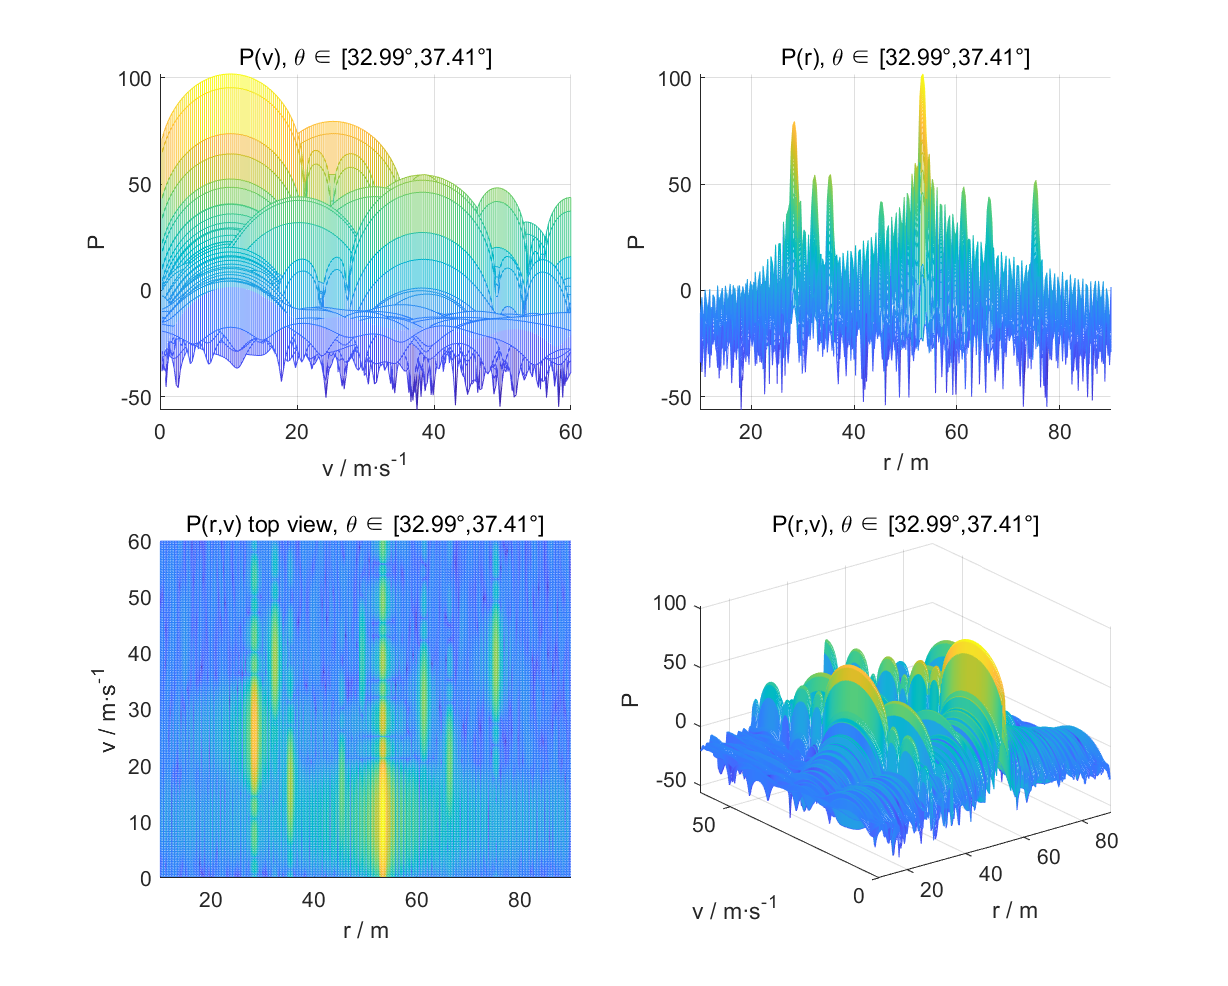 P(v), θ ∈ [32.99°,37.41°]
100
50
0
-50
P
0 20 40 60
v / m·s⁻¹
P(r), θ ∈ [32.99°,37.41°]
100
50
0
-50
P
20 40 60 80
r / m
P(r,v) top view, θ ∈ [32.99°,37.41°]
60
50
40
30
20
10
0
v / m·s⁻¹
20 40 60 80
r / m
P(r,v), θ ∈ [32.99°,37.41°]
100
50
0
-50
P
50
0
v / m·s⁻¹
20
40
60
80
r / m